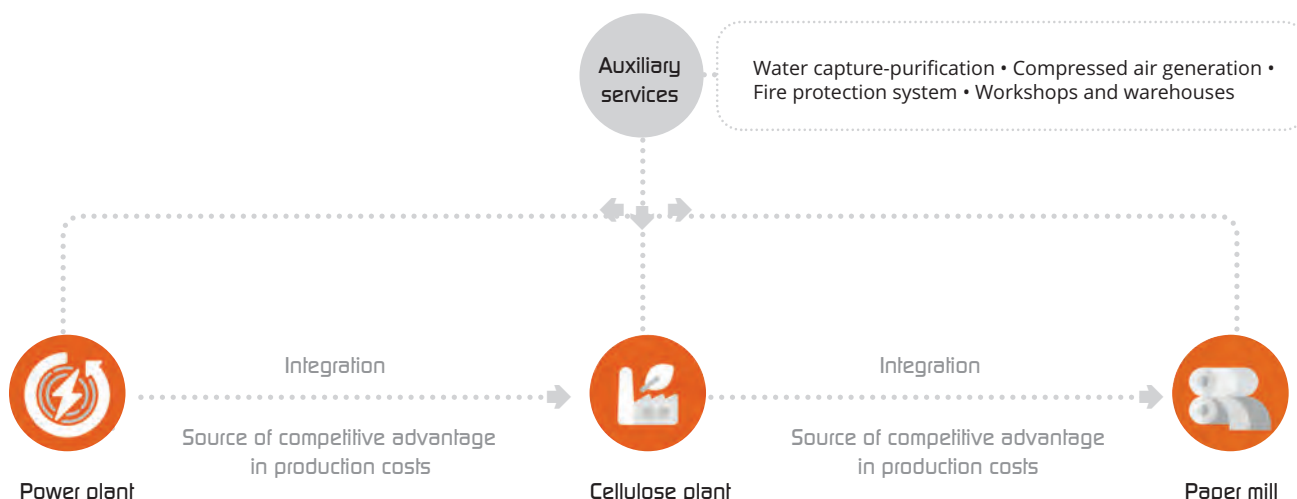 Auxiliary
services
Water capture-purification • Compressed air generation •
Fire protection system • Workshops and warehouses
Integration
Integration
Source of competitive advantage
in production costs
Source of competitive advantage
in production costs
Power plant
Cellulose plant
Paper mill